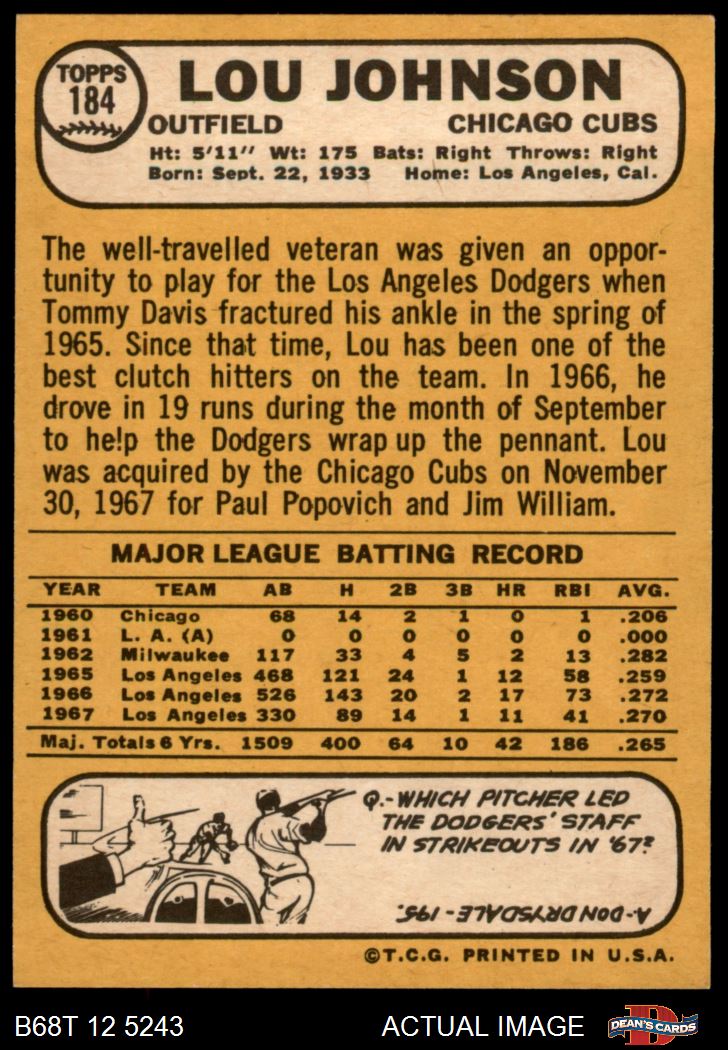 TOPPS
184
LOU JOHNSON
OUTFIELD CHICAGO CUBS
Ht: 5'11" Wt: 175 Bats: Right Throws: Right
Born: Sept. 22, 1933 Home: Los Angeles, Cal.
The well-travelled veteran was given an oppor-
tunity to play for the Los Angeles Dodgers when
Tommy Davis fractured his ankle in the spring of
1965. Since that time, Lou has been one of the
best clutch hitters on the team. In 1966, he
drove in 19 runs during the month of September
to help the Dodgers wrap up the pennant. Lou
was acquired by the Chicago Cubs on November
30, 1967 for Paul Popovich and Jim William.
MAJOR LEAGUE BATTING RECORD
YEAR TEAM AB H 2B 3B HR RBI AVG.
1960 Chicago 68 14 2 1 0 1 .206
1961 L. A. (A) 0 0 0 0 0 0 .000
1962 Milwaukee 117 33 4 5 2 13 .282
1965 Los Angeles 468 121 24 1 12 58 .259
1966 Los Angeles 526 143 20 2 17 73 .272
1967 Los Angeles 330 89 14 1 11 41 .270
Maj. Totals 6 Yrs. 1509 400 64 10 42 186 .265
Q.-WHICH PITCHER LED
THE DODGERS' STAFF
IN STRIKEOUTS IN '67?
A-DON DRYSDALE-195.
©T.C.G. PRINTED IN U.S.A.
B68T 12 5243 ACTUAL IMAGE D DEAN'S CARDS